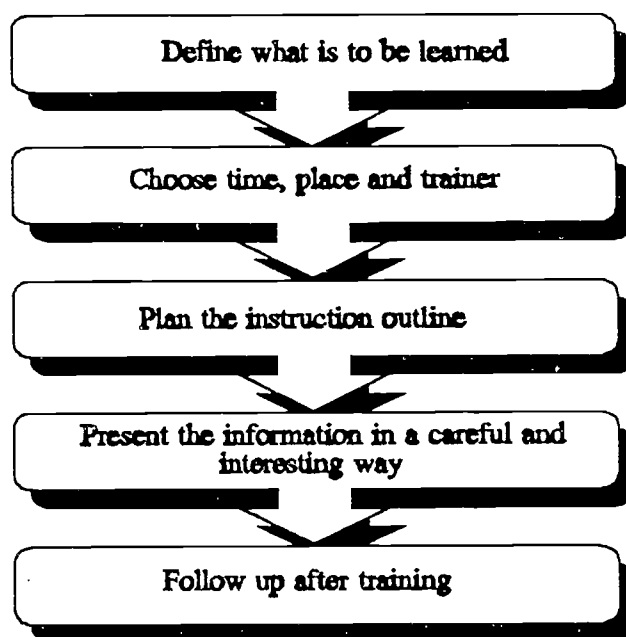 Define what is to be learned
Choose time, place and trainer
Plan the instruction outline
Present the information in a careful and
interesting way
Follow up after training